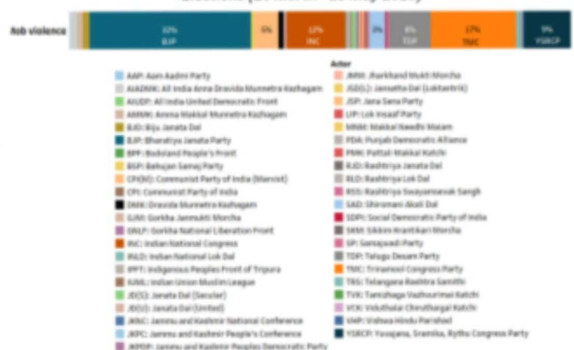 Mob violence
32%
BJP
5%
12%
INC
3%
8%
TDP
17%
TMC
9%
YSRCP
Actor
AAP: Aam Aadmi Party
AIADMK: All India Anna Dravida Munnetra Kazhagam
AIUDF: All India United Democratic Front
AMMK: Amma Makkal Munnetra Kazhagam
BJD: Biju Janata Dal
BJP: Bharatiya Janata Party
BPF: Bodoland People's Front
BSP: Bahujan Samaj Party
CPI(M): Communist Party of India (Marxist)
CPI: Communist Party of India
DMK: Dravida Munnetra Kazhagam
GJM: Gorkha Janmukti Morcha
GNLF: Gorkha National Liberation Front
INC: Indian National Congress
INLD: Indian National Lok Dal
IPFT: Indigenous Peoples Front of Tripura
IUML: Indian Union Muslim League
JD(S): Janata Dal (Secular)
JD(U): Janata Dal (United)
JKNC: Jammu and Kashmir National Conference
JKPC: Jammu and Kashmir People's Conference
JKPDP: Jammu and Kashmir Peoples Democratic Party
JMM: Jharkhand Mukti Morcha
JSD(L): Jansatta Dal (Loktantrik)
JSP: Jana Sena Party
LIP: Lok Insaaf Party
MNM: Makkal Needhi Maiam
PDA: Punjab Democratic Alliance
PMK: Pattali Makkal Katchi
RJD: Rashtriya Janata Dal
RLD: Rashtriya Lok Dal
RSS: Rashtriya Swayamsevak Sangh
SAD: Shiromani Akali Dal
SDPI: Social Democratic Party of India
SKM: Sikkim Krantikari Morcha
SP: Samajwadi Party
TDP: Telugu Desam Party
TMC: Trinamool Congress Party
TRS: Telangana Rashtra Samithi
TVK: Tamizhaga Vazhvurimai Katchi
VCK: Viduthalai Chiruthaigal Katchi
VHP: Vishwa Hindu Parishad
YSRCP: Yuvajana, Sramika, Rythu Congress Party